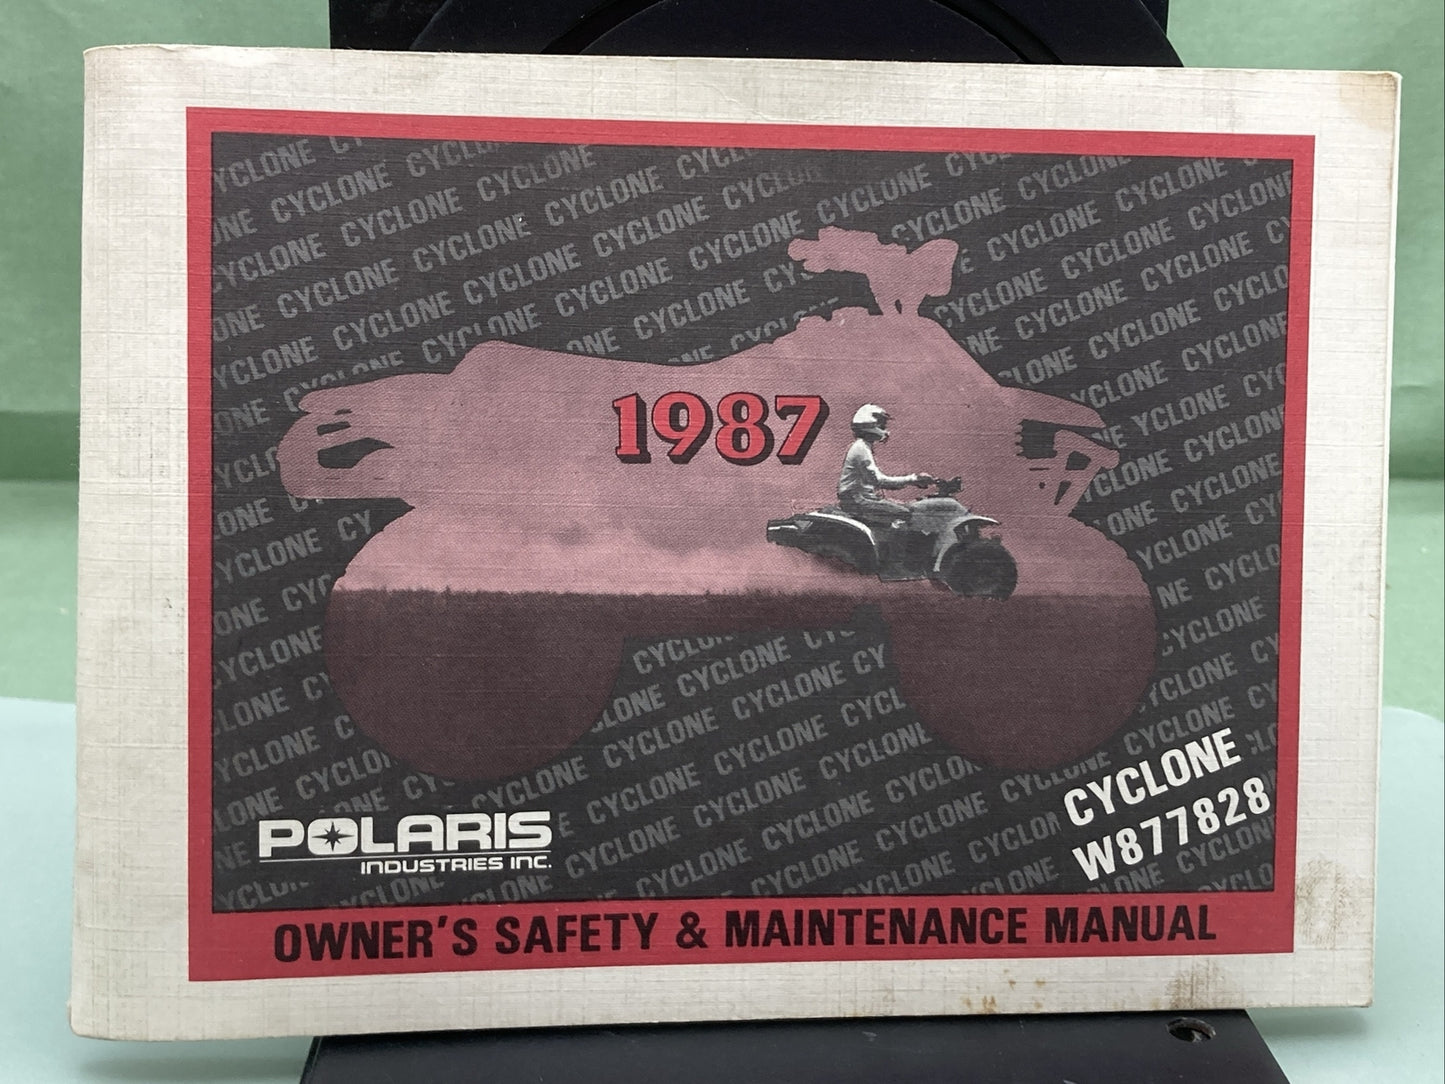 1987
CYCLONE
W877828
POLARIS
INDUSTRIES INC.
OWNER'S SAFETY & MAINTENANCE MANUAL